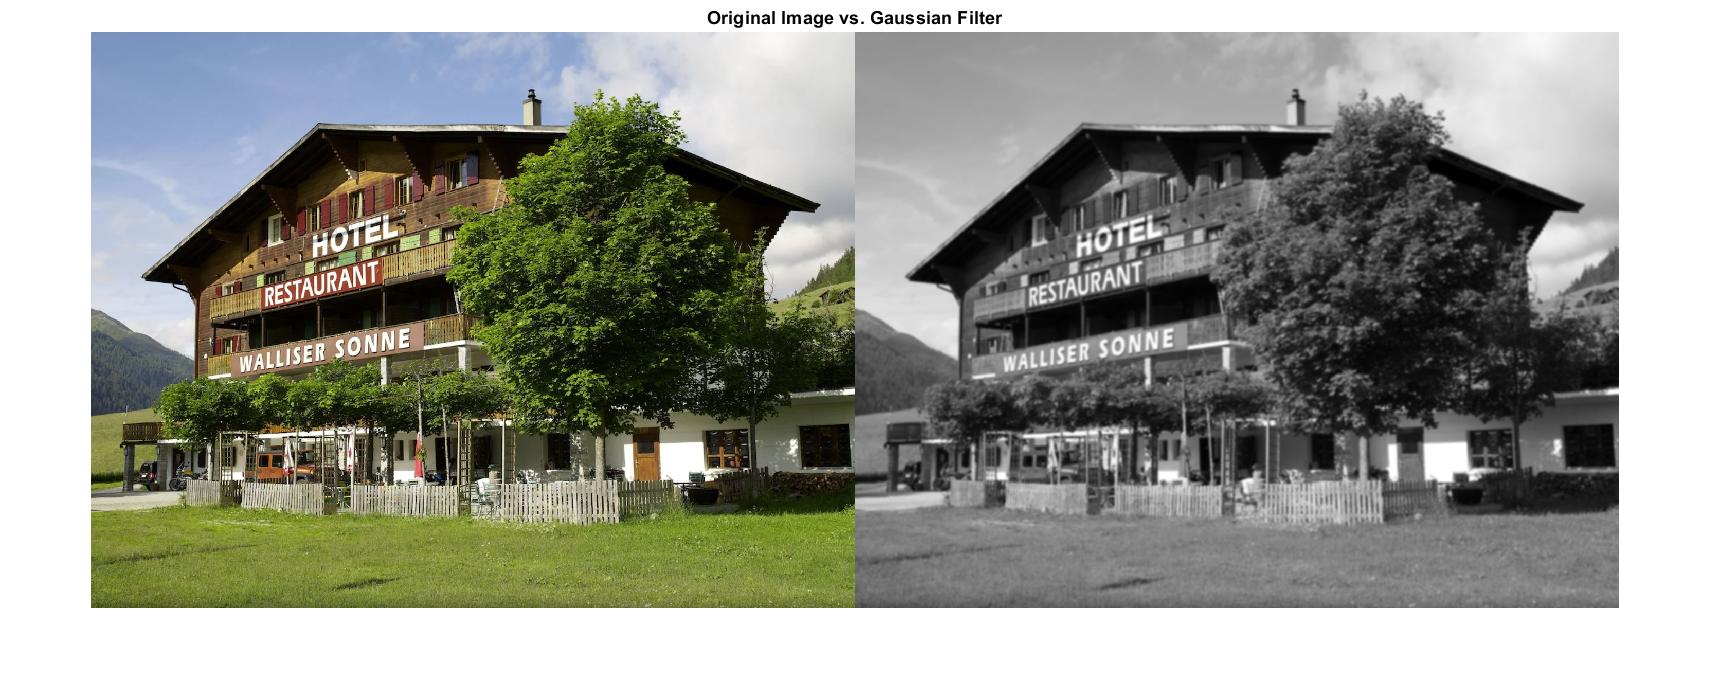 Original Image vs. Gaussian Filter
HOTEL
RESTAURANT
WALLISER SONNE
HOTEL
RESTAURANT
WALLISER SONNE